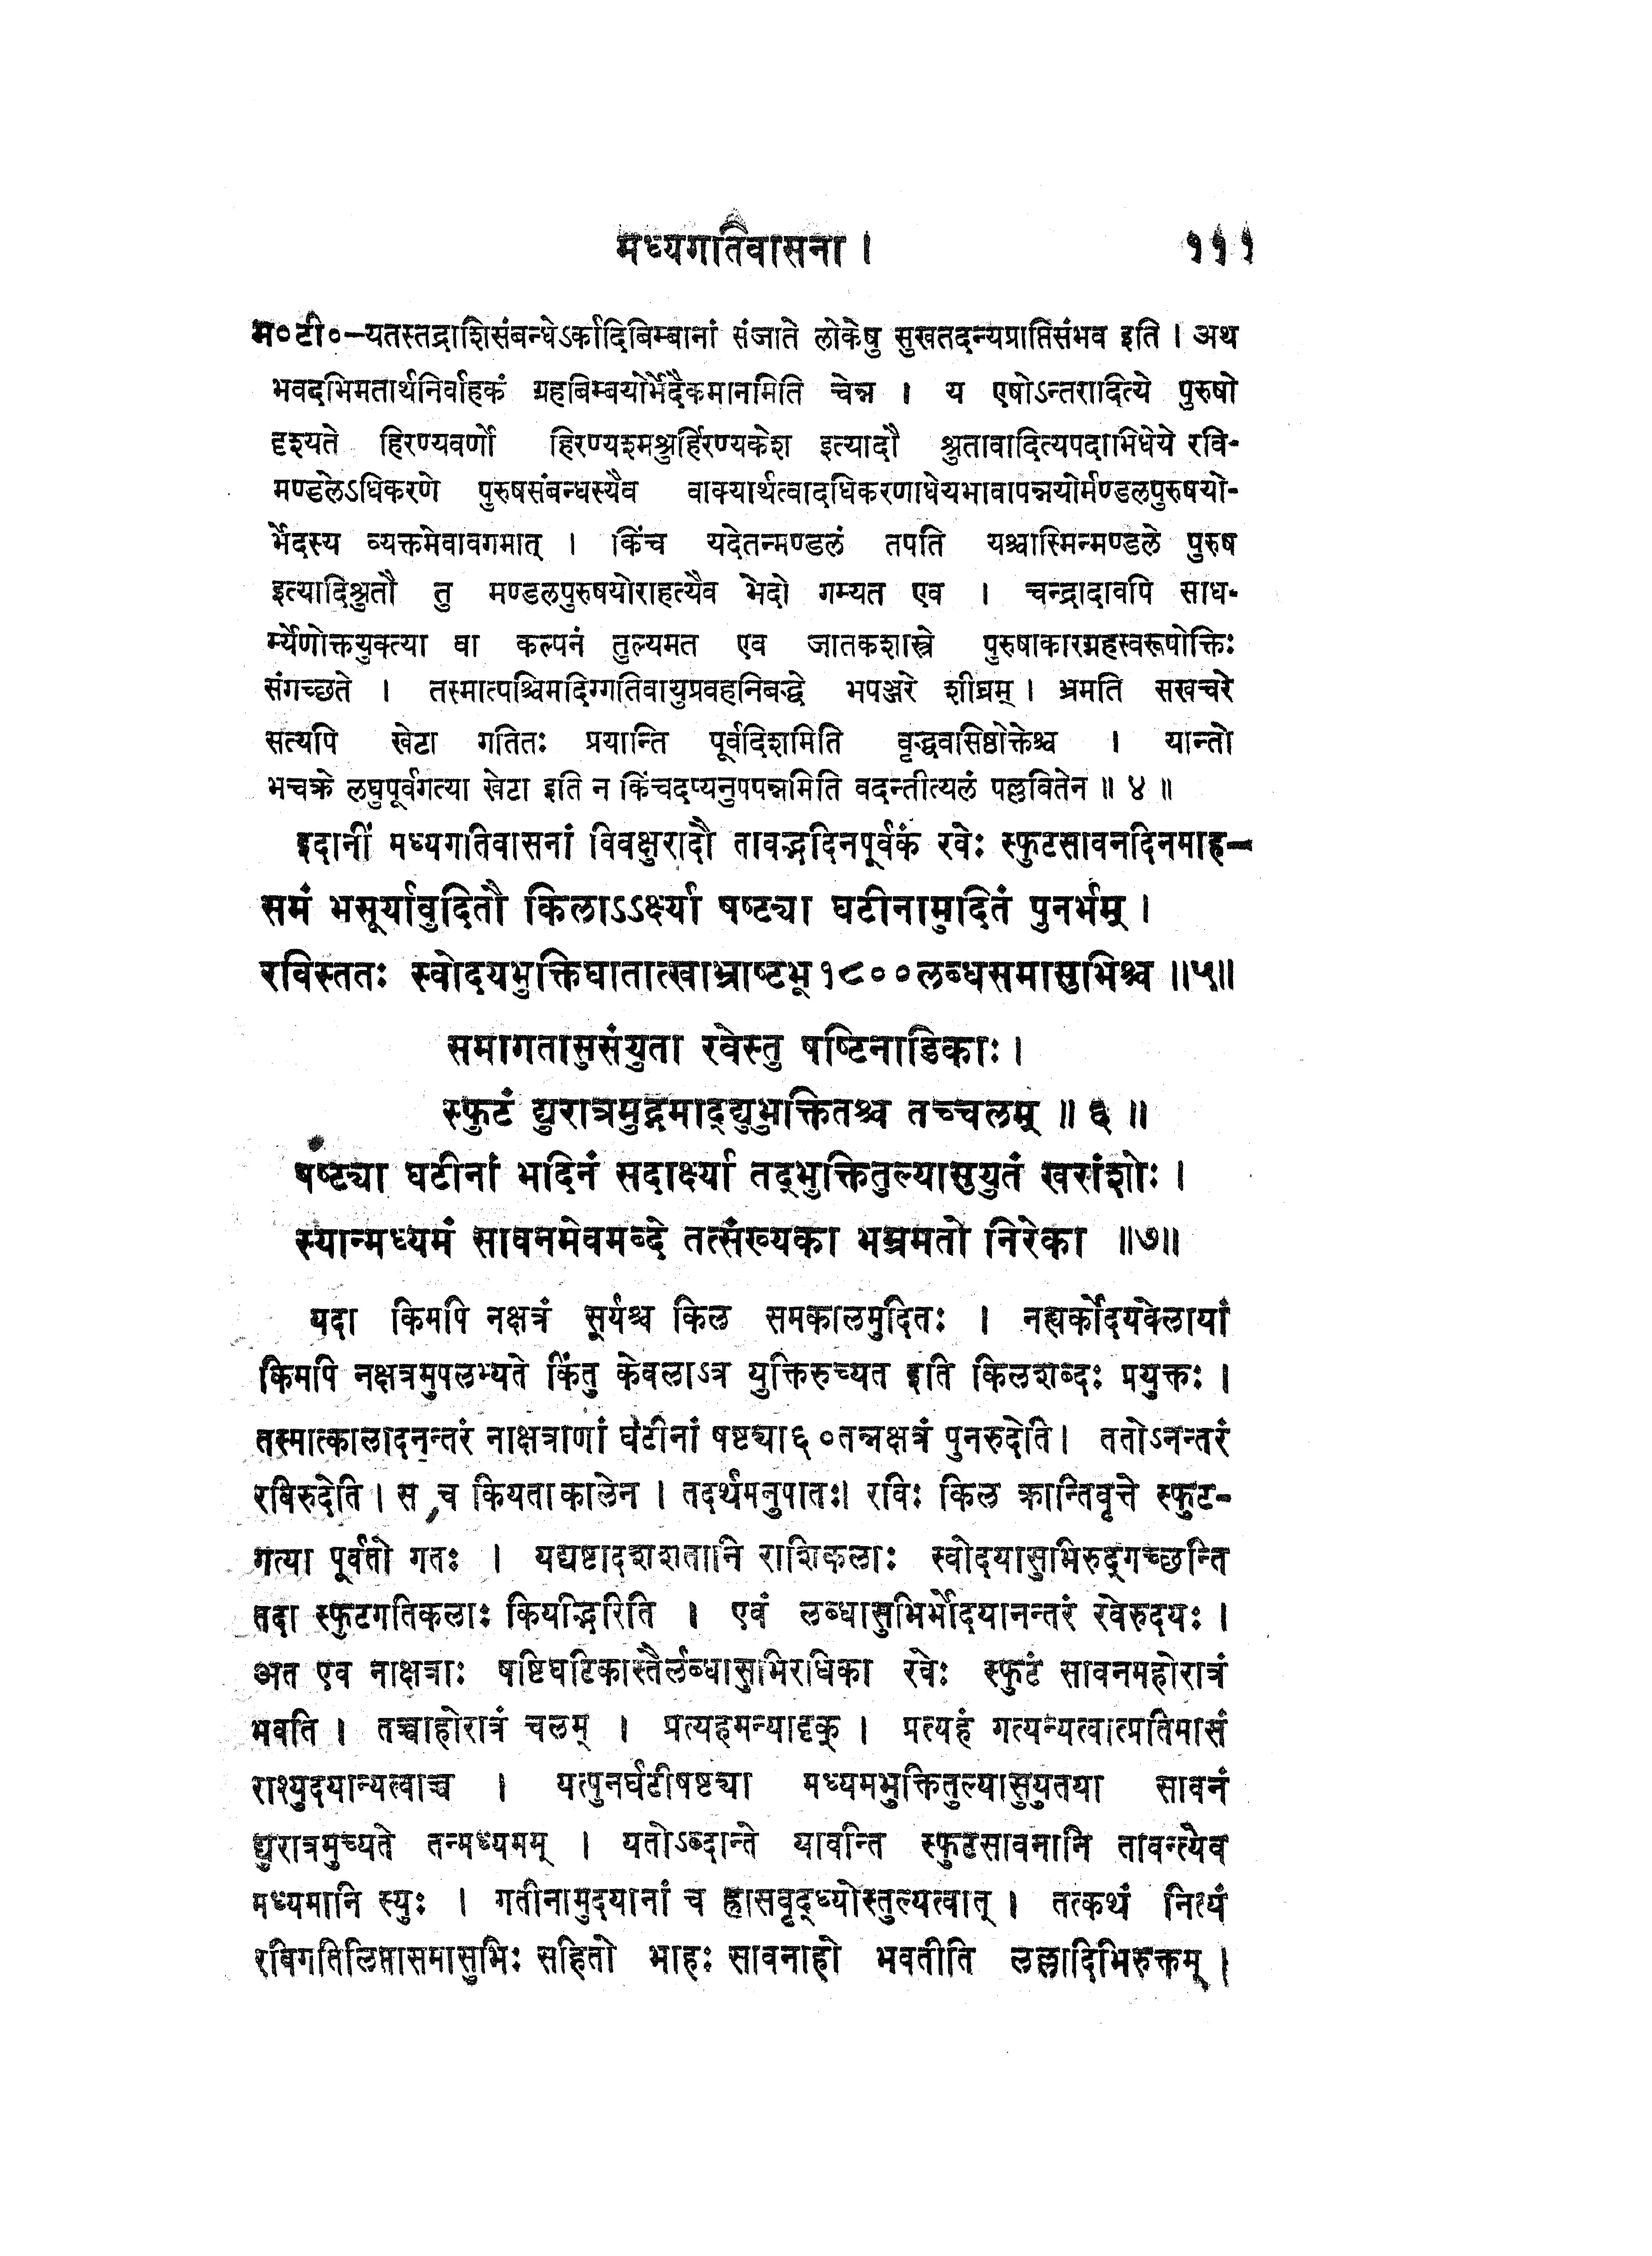 मध्यगतिवासना । १११
म०टी०—यतस्तद्राशिसंबन्धेऽर्कादिबिम्बानां संजाते लोकेषु सुखतदन्यप्राप्तिसंभव इति । अथ
भवदभिमतार्थनिर्वाहकं ग्रहबिम्बयोर्भेदैकमानमिति चेन्न । य एषोऽन्तरादित्ये पुरुषो
दृश्यते हिरण्यवर्णो हिरण्यश्मश्रुर्हिरण्यकेश इत्यादौ श्रुतावादित्यपदाभिधेये रवि-
मण्डलेऽधिकरणे पुरुषसंबन्धस्यैव वाक्यार्थत्वादधिकरणाधेयभावापन्नयोर्मण्डलपुरुषयो-
र्भेदस्य व्यक्तमेवावगमात् । किंच यदेतन्मण्डलं तपति यश्चास्मिन्मण्डले पुरुष
इत्यादिश्रुतौ तु मण्डलपुरुषयोराहत्यैव भेदो गम्यत एव । चन्द्रादावपि साध-
र्म्येणोक्तयुक्त्या वा कल्पनं तुल्यमत एव जातकशास्त्रे पुरुषाकारग्रहस्वरूपोक्तिः
संगच्छते । तस्मात्पश्चिमदिग्गतिवायुप्रवहनिबद्धे भपञ्जरे शीघ्रम् । भ्रमति सखचरे
सत्यपि खेटा गतितः प्रयान्ति पूर्वदिशमिति वृद्धवसिष्ठोक्तेश्च । यान्तो
भचक्रे लघुपूर्वगत्या खेटा इति न किंचदप्यनुपपन्नमिति वदन्तीत्यलं पल्लवितेन ॥ ४ ॥
इदानीं मध्यगतिवासनां विवक्षुरादौ तावद्भदिनपूर्वकं रवेः स्फुटसावनदिनमाह—
समं भसूर्यावुदितौ किलाऽऽर्क्ष्या षष्टया घटीनामुदितं पुनर्भम् ।
रविस्ततः स्वोदयभुक्तिघातात्खाभ्राष्टभू१८००लब्धसमासुभिश्च ॥५॥
समागतासुसंयुता रवेस्तु षष्टिनाडिकाः ।
स्फुटं द्युरात्रमुद्गमाद्द्युभुक्तितश्च तच्चलम् ॥ ६ ॥
षष्टया घटीनां भदिनं सदार्क्ष्या तद्भुक्तितुल्यासुयुतं खरांशोः ।
स्यान्मध्यमं सावनमेवमब्दे तत्संख्यका भभ्रमतो निरेका ॥७॥
यदा किमपि नक्षत्रं सूर्यश्च किल समकालमुदितः । नह्यर्कोदयवेलायां
किमपि नक्षत्रमुपलभ्यते किंतु केवलाऽत्र युक्तिरुच्यत इति किलशब्दः प्रयुक्तः ।
तस्मात्कालादनन्तरं नाक्षत्राणां घटीनां षष्टया६०तन्नक्षत्रं पुनरुदेति । ततोऽनन्तरं
रविरुदेति । स च कियता कालेन । तदर्थमनुपातः। रविः किल क्रान्तिवृत्ते स्फुट-
गत्या पूर्वतो गतः । यद्यष्टादशशतानि राशिकलाः स्वोदयासुभिरुद्गच्छन्ति
तदा स्फुटगतिकलाः कियद्भिरिति । एवं लब्धासुभिर्भोदयानन्तरं रवेरुदयः ।
अत एव नाक्षत्राः षष्टिघटिकास्तैर्लब्धासुभिरधिका रवेः स्फुटं सावनमहोरात्रं
भवति । तच्चाहोरात्रं चलम् । प्रत्यहमन्यादृक् । प्रत्यहं गत्यन्यत्वात्प्रतिमासं
राश्युदयान्यत्वाच्च । यत्पुनर्घटीषष्टया मध्यमभुक्तितुल्यासुयुतया सावनं
द्युरात्रमुच्यते तन्मध्यमम् । यतोऽब्दान्ते यावन्ति स्फुटसावनानि तावन्त्येव
मध्यमानि स्युः । गतीनामुदयानां च ह्रासवृद्ध्योस्तुल्यत्वात् । तत्कथं नित्यं
रविगतिलिप्तासमासुभिः सहितो भाहः सावनाहो भवतीति लल्लादिभिरुक्तम् ।